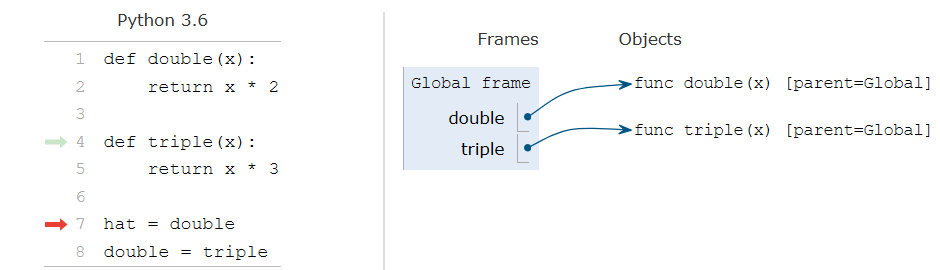 Python 3.6
1 def double(x):
2     return x * 2
3
4 def triple(x):
5     return x * 3
6
7 hat = double
8 double = triple
Frames Objects
Global frame
double
triple
func double(x) [parent=Global]
func triple(x) [parent=Global]